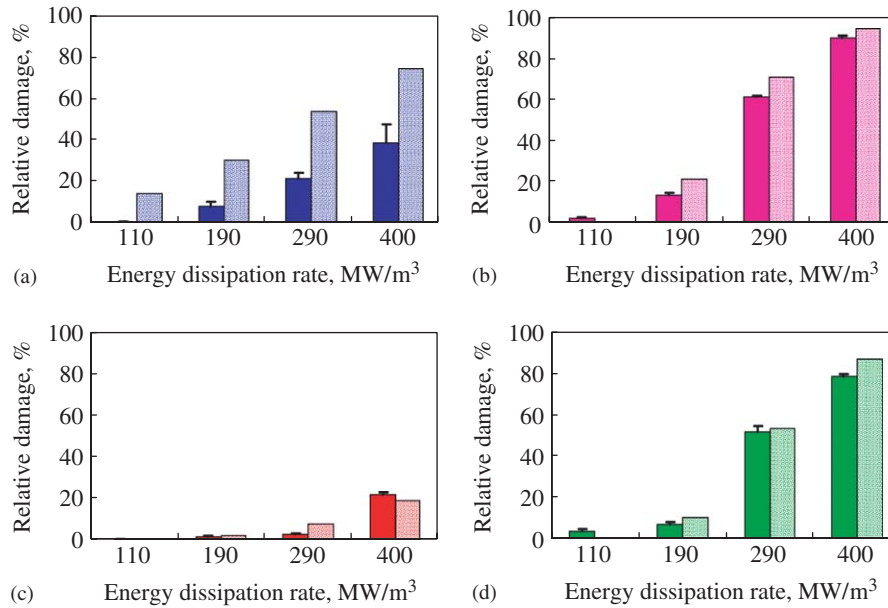 Relative damage, %
100
80
60
40
20
0
110 190 290 400
(a) Energy dissipation rate, MW/m³
Relative damage, %
100
80
60
40
20
0
110 190 290 400
(b) Energy dissipation rate, MW/m³
Relative damage, %
100
80
60
40
20
0
110 190 290 400
(c) Energy dissipation rate, MW/m³
Relative damage, %
100
80
60
40
20
0
110 190 290 400
(d) Energy dissipation rate, MW/m³